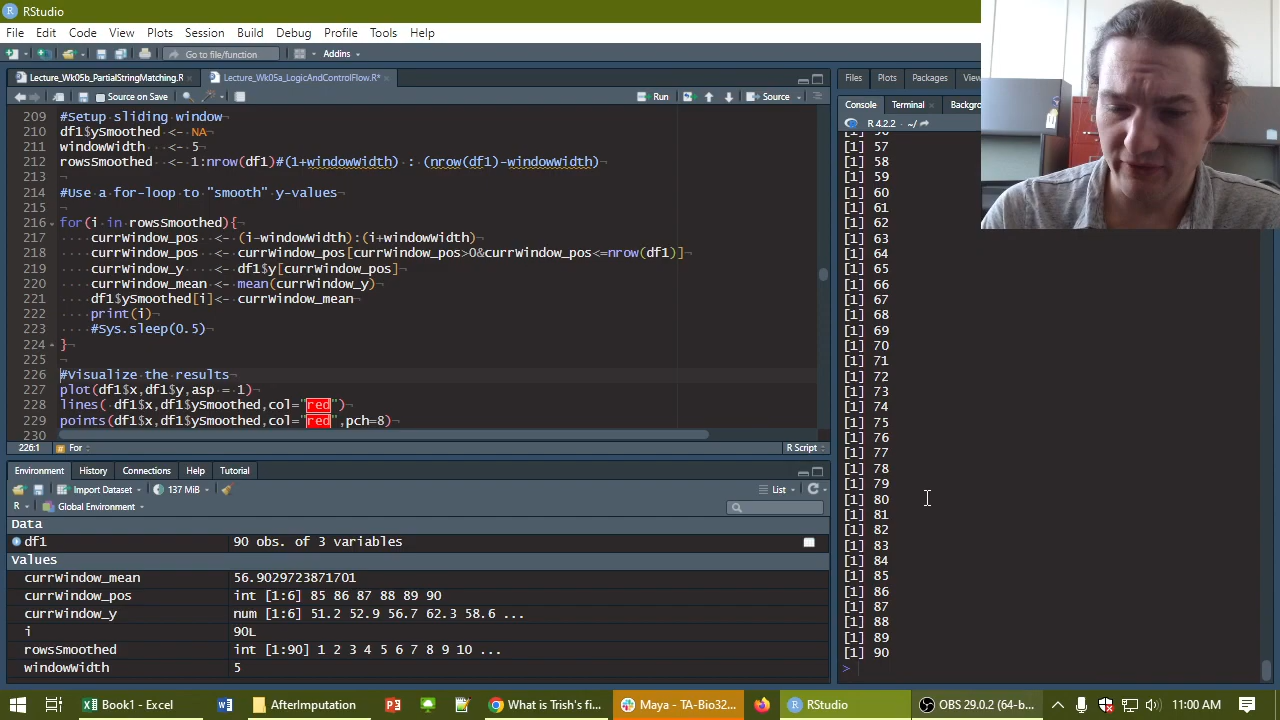 RStudio
File Edit Code View Plots Session Build Debug Profile Tools Help
Go to file/function Addins
Lecture_Wk05b_PartialStringMatching.R Lecture_Wk05a_LogicAndControlFlow.R*
Source on Save Run Source
209 #Setup sliding window
210 df1$ySmoothed <- NA
211 windowWidth <- 5
212 rowsSmoothed <- 1:nrow(df1)#(1+windowWidth) : (nrow(df1)-windowWidth)
213
214 #Use a for-loop to "smooth" y-values
215
216 for(i in rowsSmoothed){
217 currWindow_pos <- (i-windowWidth):(i+windowWidth)
218 currWindow_pos <- currWindow_pos[currWindow_pos>0&currWindow_pos<=nrow(df1)]
219 currWindow_y <- df1$y[currWindow_pos]
220 currWindow_mean <- mean(currWindow_y)
221 df1$ySmoothed[i]<- currWindow_mean
222 print(i)
223 #Sys.sleep(0.5)
224 }
225
226 #Visualize the results
227 plot(df1$x,df1$y,asp = 1)
228 lines( df1$x,df1$ySmoothed,col="red")
229 points(df1$x,df1$ySmoothed,col="red",pch=8)
230
226:1 # For R Script
Environment History Connections Help Tutorial
Import Dataset 137 MiB List
R Global Environment
Data
df1 90 obs. of 3 variables
Values
currWindow_mean 56.9029723871701
currWindow_pos int [1:6] 85 86 87 88 89 90
currWindow_y num [1:6] 51.2 52.9 56.7 62.3 58.6 ...
i 90L
rowsSmoothed int [1:90] 1 2 3 4 5 6 7 8 9 10 ...
windowWidth 5
Files Plots Packages
Console Terminal
R 4.2.2 · ~/
[1] 57
[1] 58
[1] 59
[1] 60
[1] 61
[1] 62
[1] 63
[1] 64
[1] 65
[1] 66
[1] 67
[1] 68
[1] 69
[1] 70
[1] 71
[1] 72
[1] 73
[1] 74
[1] 75
[1] 76
[1] 77
[1] 78
[1] 79
[1] 80
[1] 81
[1] 82
[1] 83
[1] 84
[1] 85
[1] 86
[1] 87
[1] 88
[1] 89
[1] 90
>
Book1 - Excel AfterImputation What is Trish's fi... Maya - TA-Bio32... RStudio OBS 29.0.2 (64-b... 11:00 AM